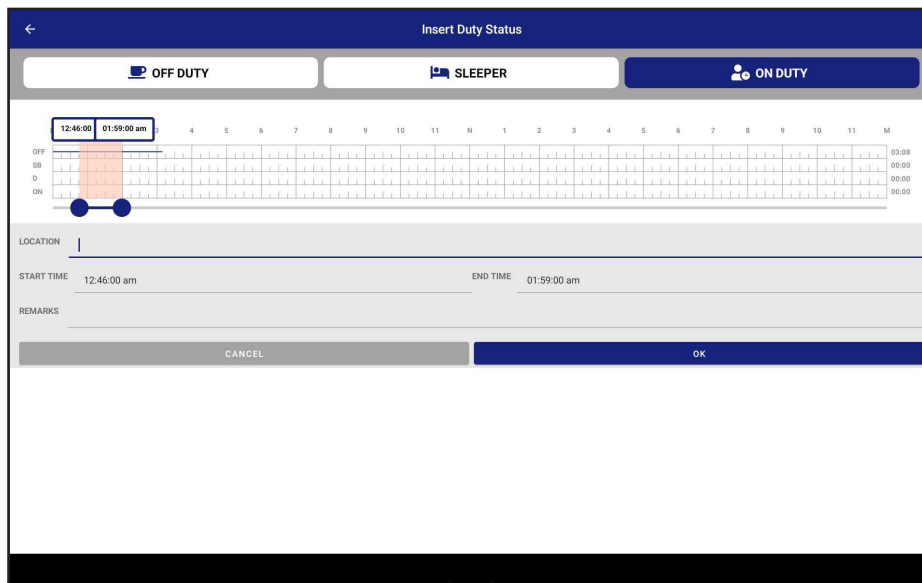 Insert Duty Status
OFF DUTY SLEEPER ON DUTY
12:46:00 01:59:00 am 3 4 5 6 7 8 9 10 11 N 1 2 3 4 5 6 7 8 9 10 11 M
OFF 03:08
SB 00:00
D 00:00
ON 00:00
LOCATION
START TIME 12:46:00 am END TIME 01:59:00 am
REMARKS
CANCEL OK